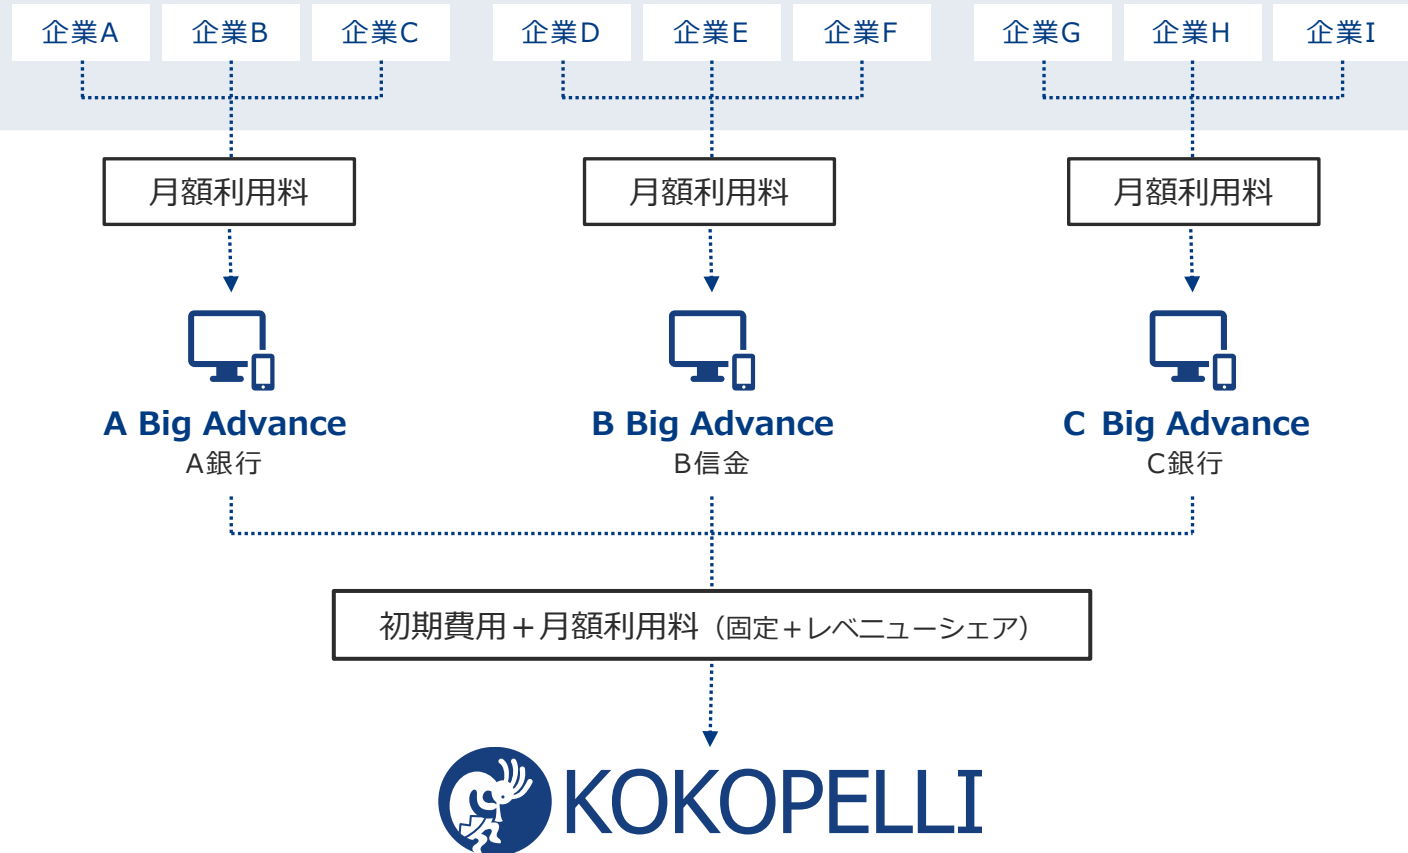 企業A 企業B 企業C 企業D 企業E 企業F 企業G 企業H 企業I
月額利用料 月額利用料 月額利用料
A Big Advance B Big Advance C Big Advance
A銀行 B信金 C銀行
初期費用＋月額利用料（固定＋レベニューシェア）
KOKOPELLI